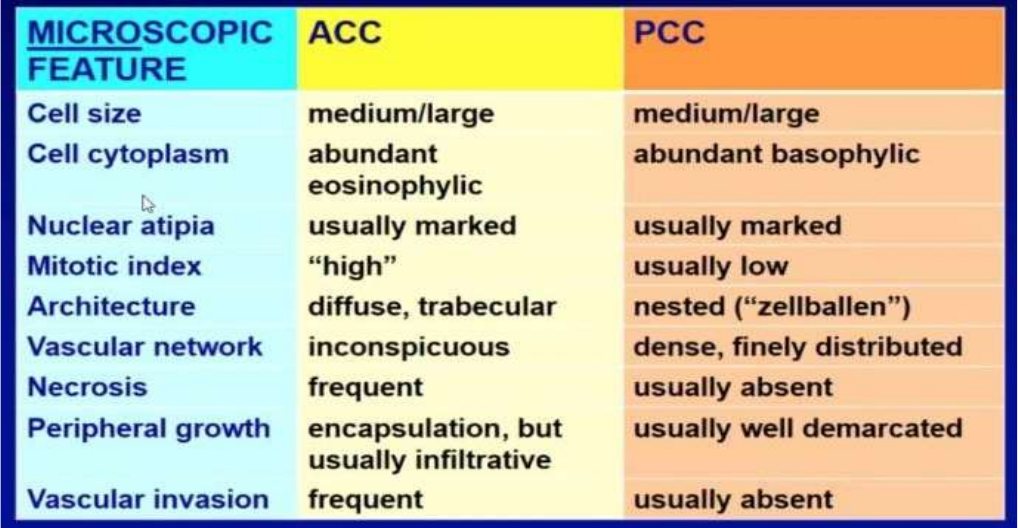 MICROSCOPIC FEATURE ACC PCC
Cell size medium/large medium/large
Cell cytoplasm abundant eosinophylic abundant basophylic
Nuclear atipia usually marked usually marked
Mitotic index “high” usually low
Architecture diffuse, trabecular nested (“zellballen”)
Vascular network inconspicuous dense, finely distributed
Necrosis frequent usually absent
Peripheral growth encapsulation, but usually infiltrative usually well demarcated
Vascular invasion frequent usually absent